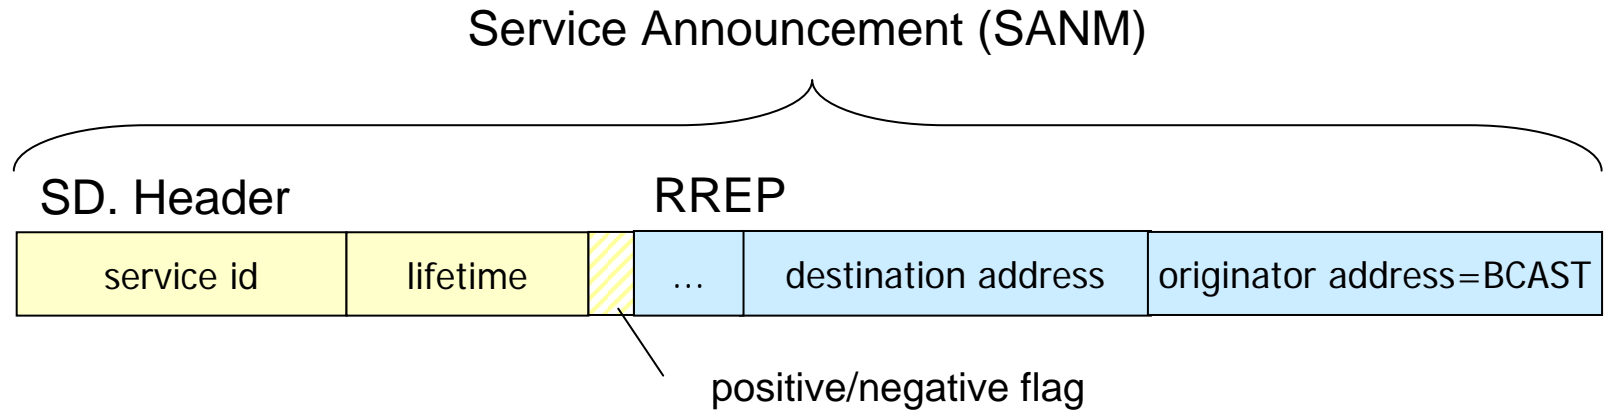 Service Announcement (SANM)
SD. Header
RREP
service id
lifetime
...
destination address
originator address=BCAST
positive/negative flag